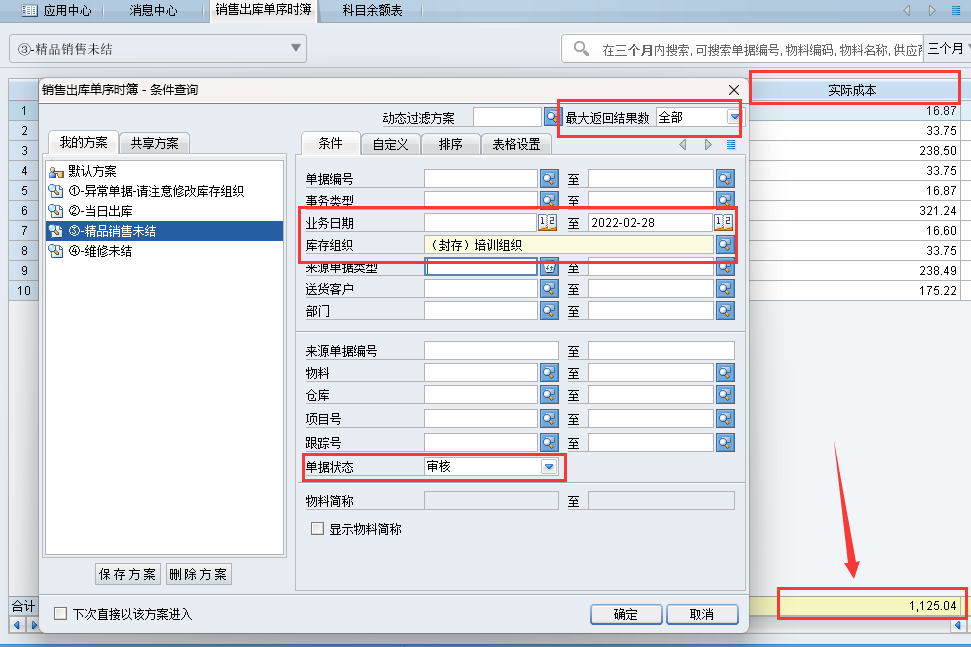 应用中心 消息中心 销售出库单序时簿 科目余额表
③-精品销售未结
在三个月内搜索,可搜索单据编号,物料编码,物料名称,供应商 三个月
销售出库单序时簿 - 条件查询
实际成本
动态过滤方案
最大返回结果数 全部
我的方案 共享方案
默认方案
①-异常单据-请注意修改库存组织
②-当日出库
③-精品销售未结
④-维修未结
条件 自定义 排序 表格设置
单据编号 至
事务类型 至
业务日期 12 至 2022-02-28 12
库存组织 （封存）培训组织
来源单据类型 至
送货客户 至
部门 至
来源单据编号 至
物料 至
仓库 至
项目号 至
跟踪号 至
单据状态 审核
物料简称 至
显示物料简称
保存方案 删除方案
下次直接以该方案进入
确定 取消
1 16.87
2 33.75
3 238.50
4 33.75
5 16.87
6 321.24
7 16.60
8 33.75
9 238.49
10 175.22
合计 1,125.04